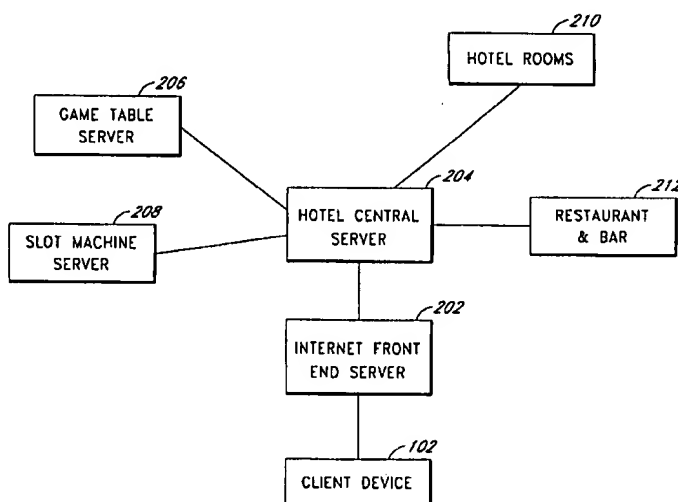 210
HOTEL ROOMS
206
GAME TABLE
SERVER
204
HOTEL CENTRAL
SERVER
212
RESTAURANT
& BAR
208
SLOT MACHINE
SERVER
202
INTERNET FRONT
END SERVER
102
CLIENT DEVICE